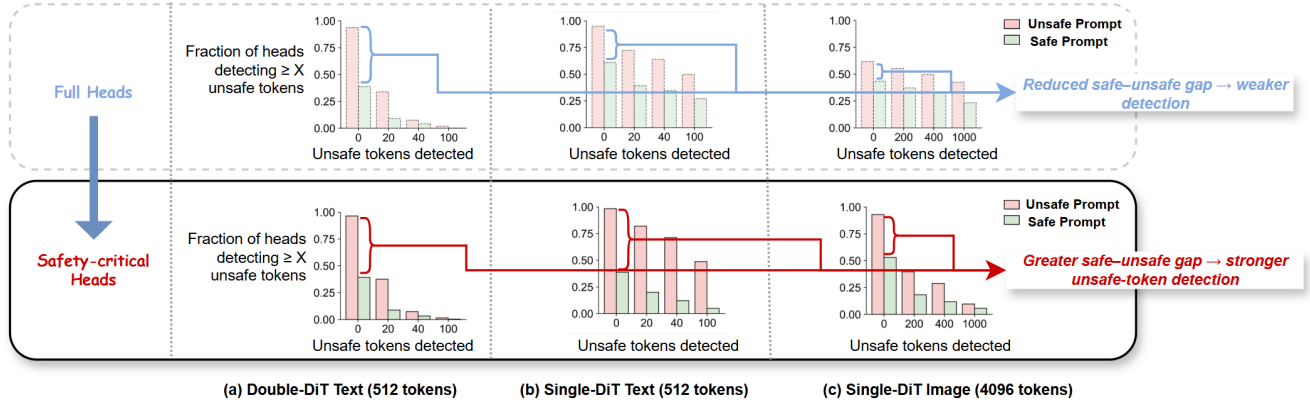 Full Heads
Fraction of heads
detecting ≥ X
unsafe tokens
1.00
0.75
0.50
0.25
0.00
0 20 40 100
Unsafe tokens detected
1.00
0.75
0.50
0.25
0.00
0 20 40 100
Unsafe tokens detected
1.00
0.75
0.50
0.25
0.00
0 200 400 1000
Unsafe tokens detected
Unsafe Prompt
Safe Prompt
Reduced safe–unsafe gap → weaker
detection
Safety-critical
Heads
Fraction of heads
detecting ≥ X
unsafe tokens
1.00
0.75
0.50
0.25
0.00
0 20 40 100
Unsafe tokens detected
1.00
0.75
0.50
0.25
0.00
0 20 40 100
Unsafe tokens detected
1.00
0.75
0.50
0.25
0.00
0 200 400 1000
Unsafe tokens detected
Unsafe Prompt
Safe Prompt
Greater safe–unsafe gap → stronger
unsafe-token detection
(a) Double-DiT Text (512 tokens)
(b) Single-DiT Text (512 tokens)
(c) Single-DiT Image (4096 tokens)